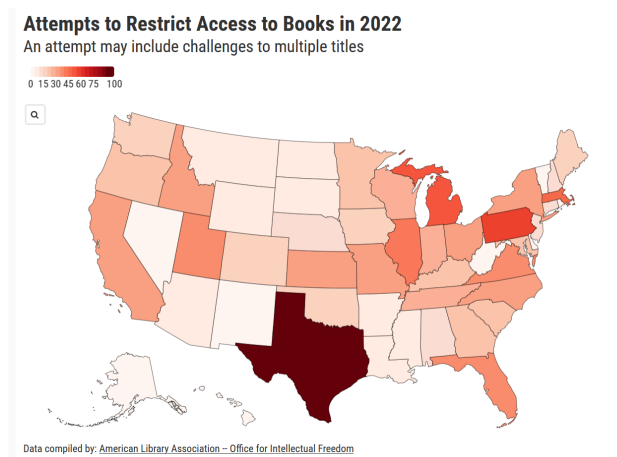 Attempts to Restrict Access to Books in 2022
An attempt may include challenges to multiple titles
0 15 30 45 60 75 100
Data compiled by: American Library Association – Office for Intellectual Freedom